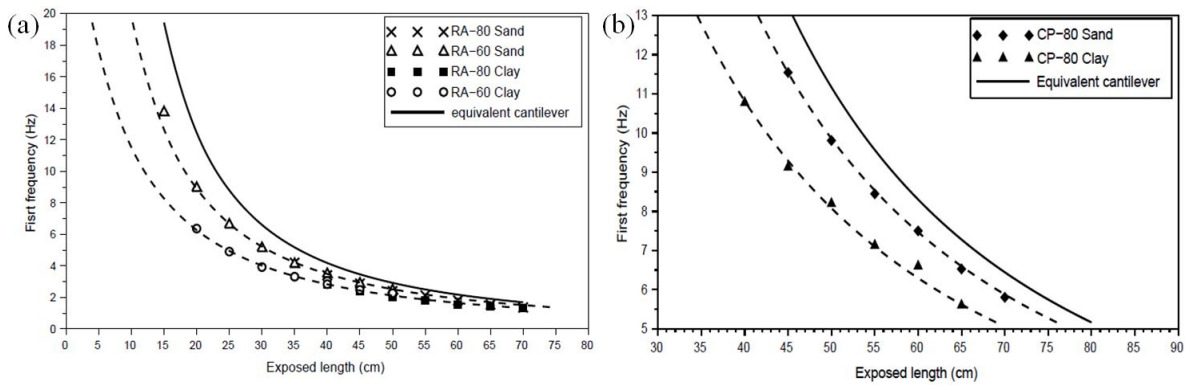 (a)
Fisrt frequency (Hz)
20
18
16
14
12
10
8
6
4
2
0
0 5 10 15 20 25 30 35 40 45 50 55 60 65 70 75 80
Exposed length (cm)
RA-80 Sand
RA-60 Sand
RA-80 Clay
RA-60 Clay
equivalent cantilever
(b)
First frequency (Hz)
13
12
11
10
9
8
7
6
5
30 35 40 45 50 55 60 65 70 75 80 85 90
Exposed length (cm)
CP-80 Sand
CP-80 Clay
Equivalent cantilever